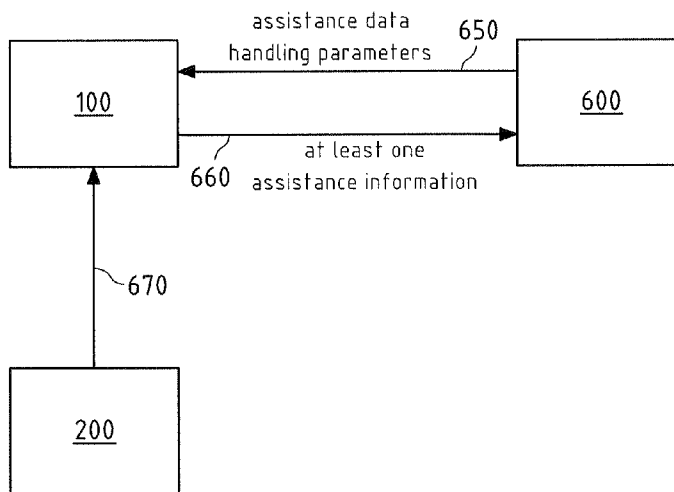 assistance data
handling parameters
650
100
600
660
at least one
assistance information
670
200